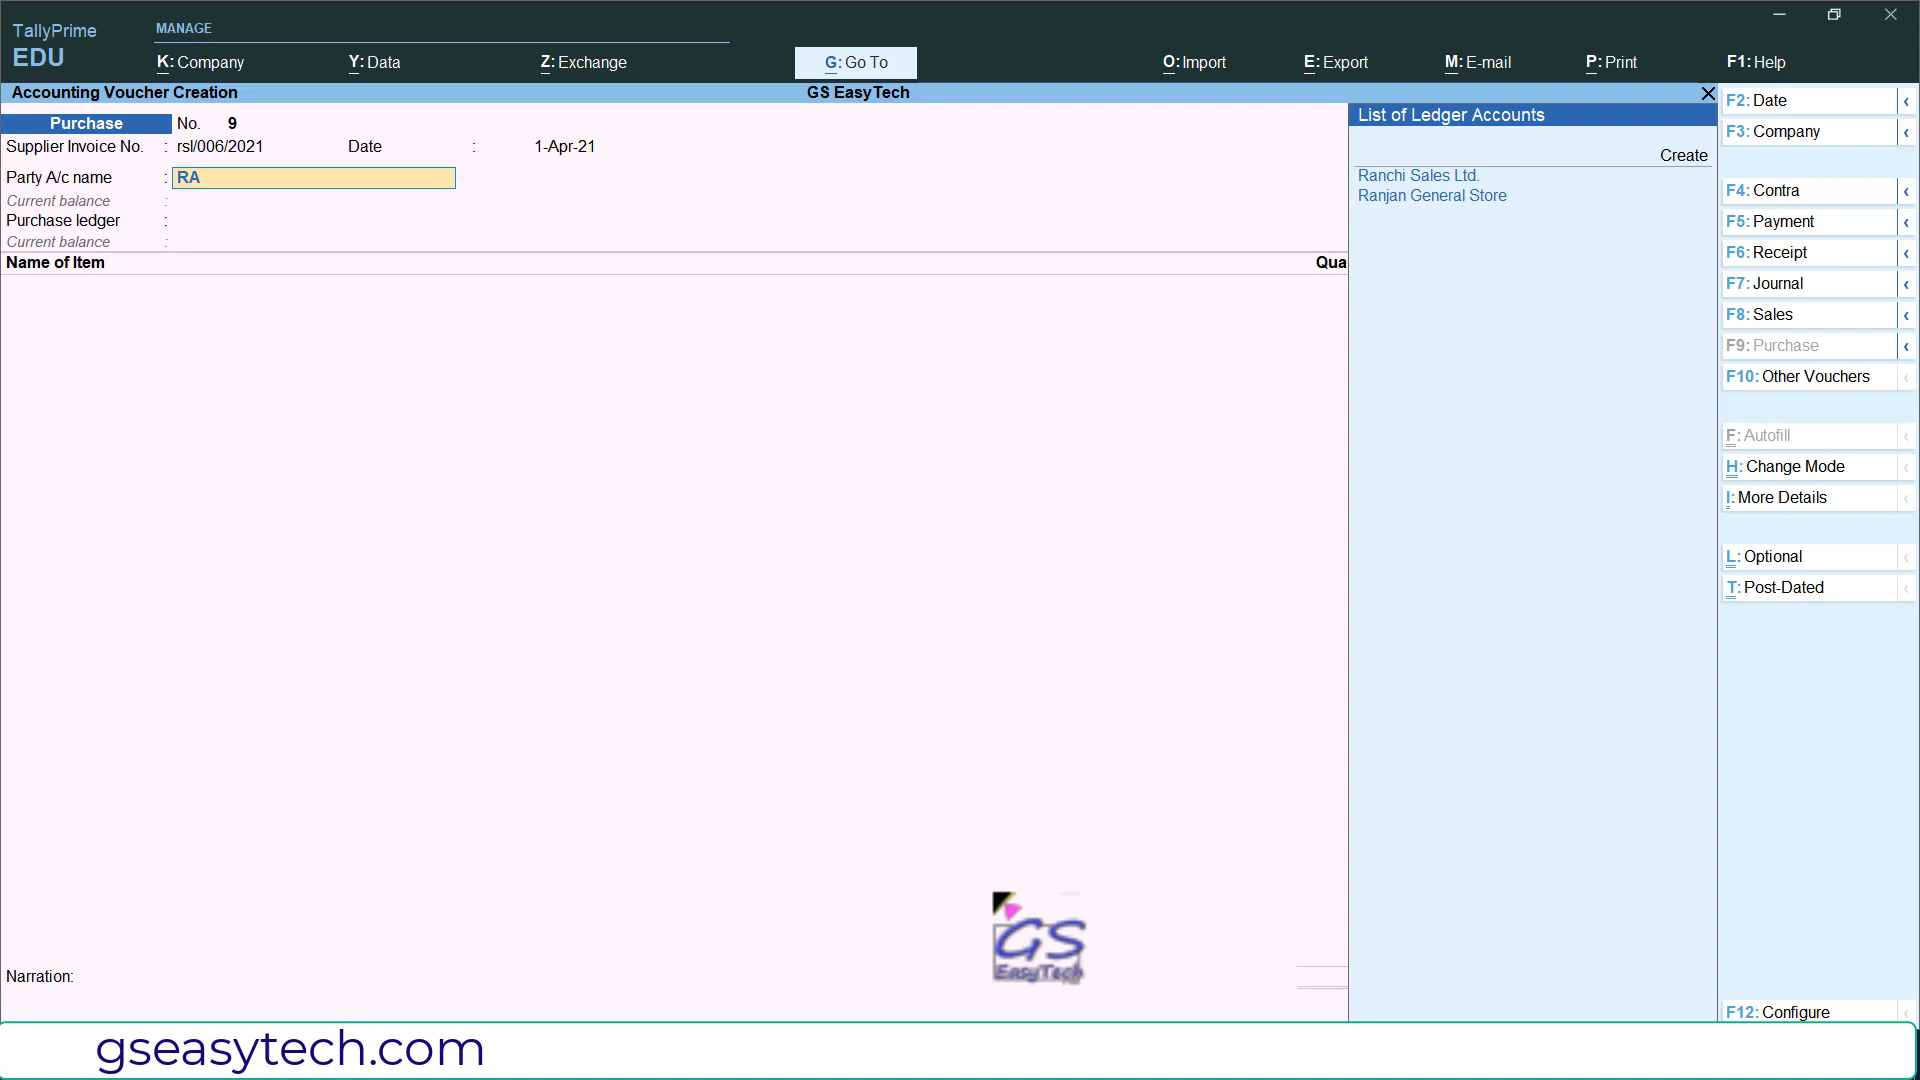 TallyPrime
EDU
MANAGE
K: Company
Y: Data
Z: Exchange
G: Go To
O: Import
E: Export
M: E-mail
P: Print
F1: Help
Accounting Voucher Creation
GS EasyTech
Purchase No. 9
Supplier Invoice No. : rsl/006/2021 Date : 1-Apr-21
Party A/c name : RA
Current balance :
Purchase ledger :
Current balance :
Name of Item Qua
Narration:
List of Ledger Accounts
Create
Ranchi Sales Ltd.
Ranjan General Store
F2: Date
F3: Company
F4: Contra
F5: Payment
F6: Receipt
F7: Journal
F8: Sales
F9: Purchase
F10: Other Vouchers
F: Autofill
H: Change Mode
I: More Details
L: Optional
T: Post-Dated
F12: Configure
GS
EasyTech
gseasytech.com